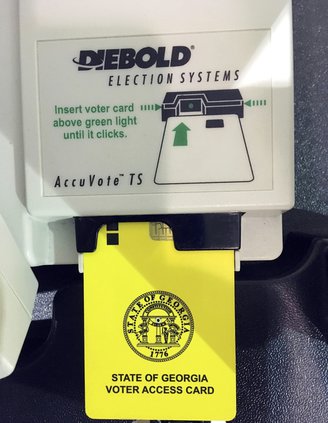 DIEBOLD®
ELECTION SYSTEMS
Insert voter card
above green light
until it clicks.
AccuVote™ TS
STATE OF GEORGIA
1776
STATE OF GEORGIA
VOTER ACCESS CARD